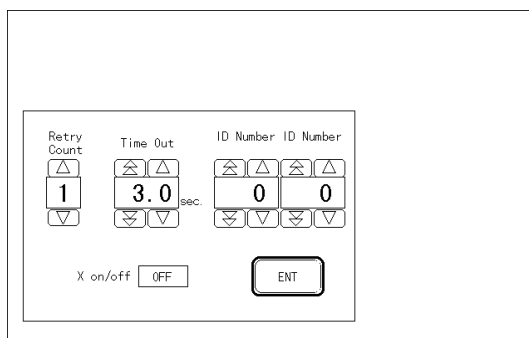 Retry
Count
Time Out
ID Number ID Number
1
3.0 sec.
0
0
X on/off OFF
ENT